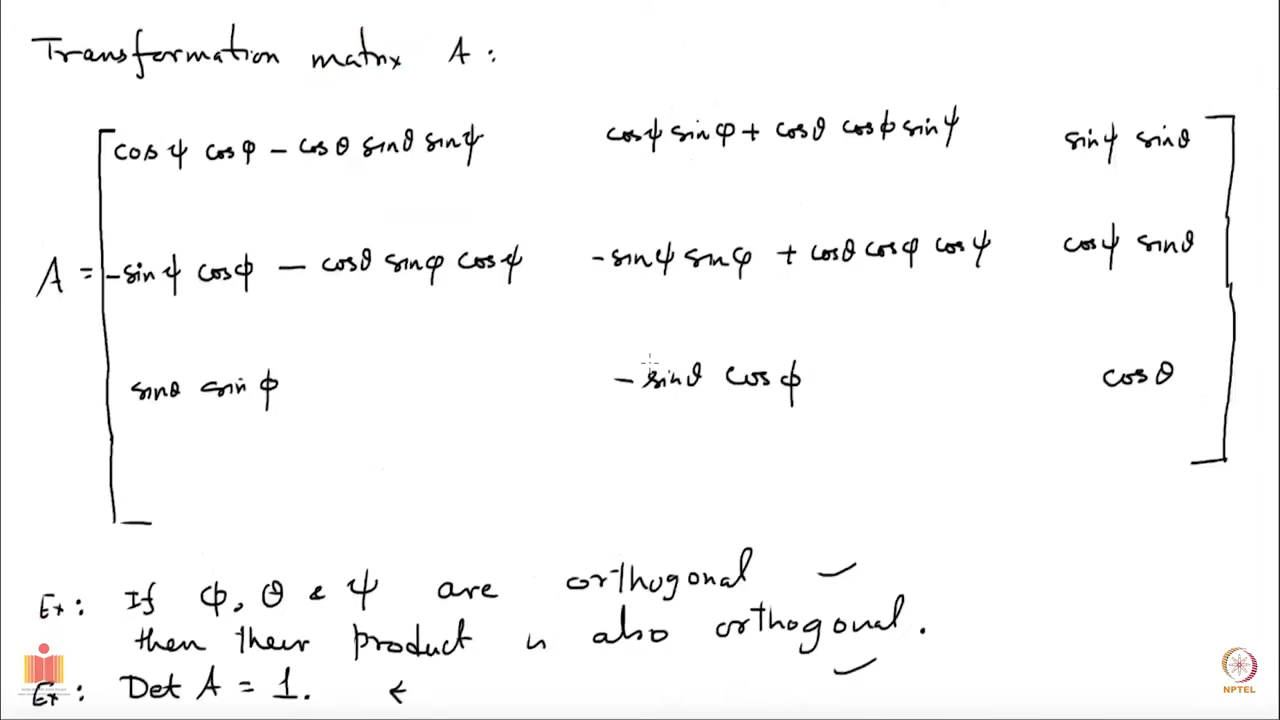 Transformation matrix A :
cos ψ cos φ − cos θ sin θ sin ψ    cos ψ sin φ + cos θ cos ϕ sin ψ    sin ψ sin θ
A = −sin ψ cos ϕ − cos θ sin φ cos ψ    −sin ψ sin φ + cos θ cos φ cos ψ    cos ψ sin θ
sin θ sin ϕ    − sin θ cos ϕ    cos θ
Ex : If ϕ, θ & ψ are orthogonal ✓
then their product is also orthogonal. ✓
Ex : Det A = 1. ←
NPTEL